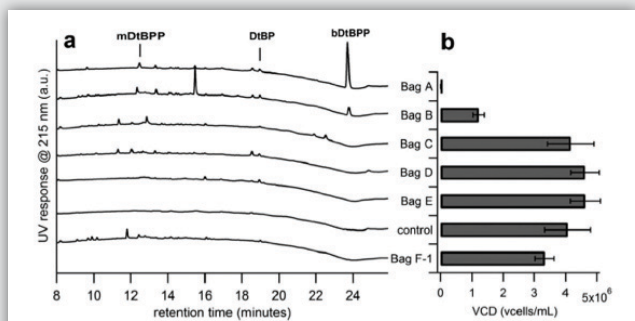 a
mDtBPP
DtBP
bDtBPP
UV response @ 215 nm (a.u.)
8 10 12 14 16 18 20 22 24
retention time (minutes)
b
Bag A
Bag B
Bag C
Bag D
Bag E
control
Bag F-1
0 1 2 3 4 5x10⁶
VCD (vcells/mL)